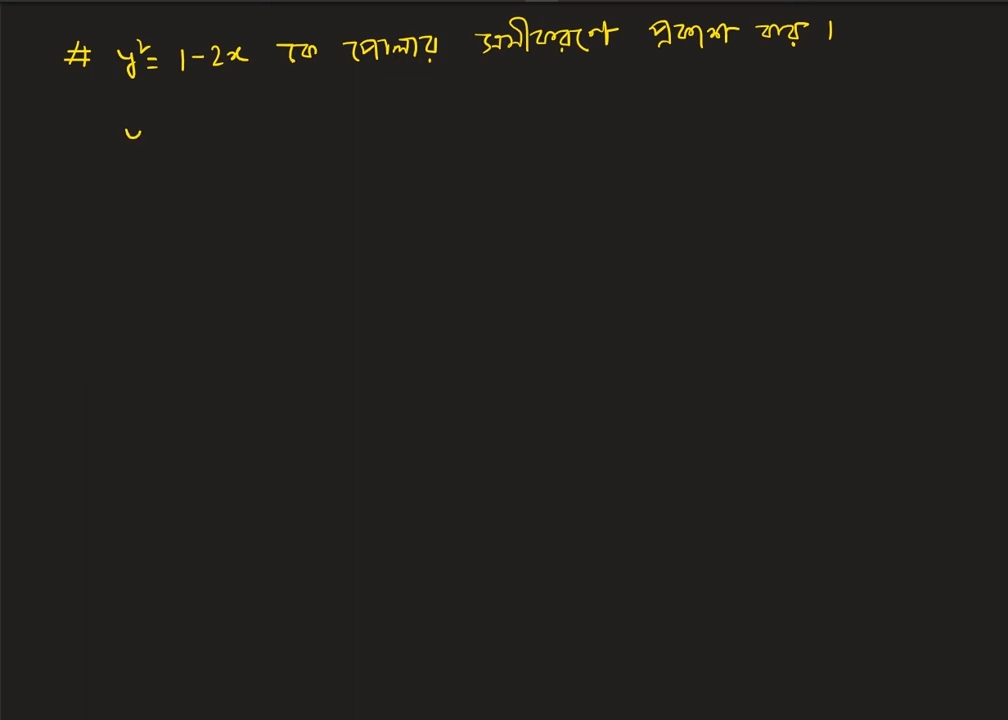 # y² = 1-2x কে পোলার সমীকরণে প্রকাশ কর ।